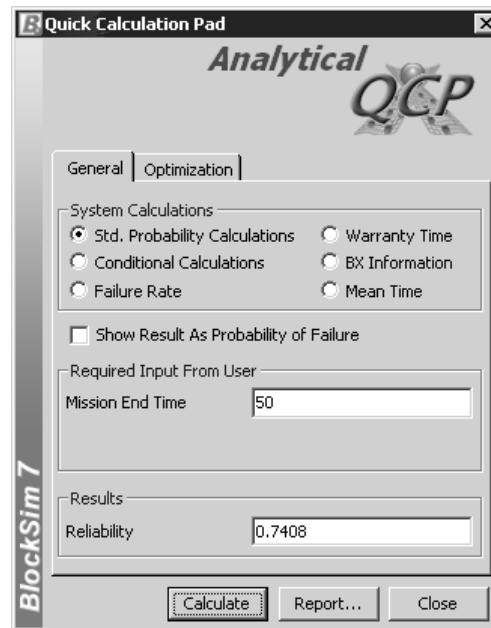 B Quick Calculation Pad
Analytical
QCP
General Optimization
System Calculations
Std. Probability Calculations Warranty Time
Conditional Calculations BX Information
Failure Rate Mean Time
Show Result As Probability of Failure
Required Input From User
Mission End Time 50
Results
Reliability 0.7408
Calculate Report... Close
BlockSim 7